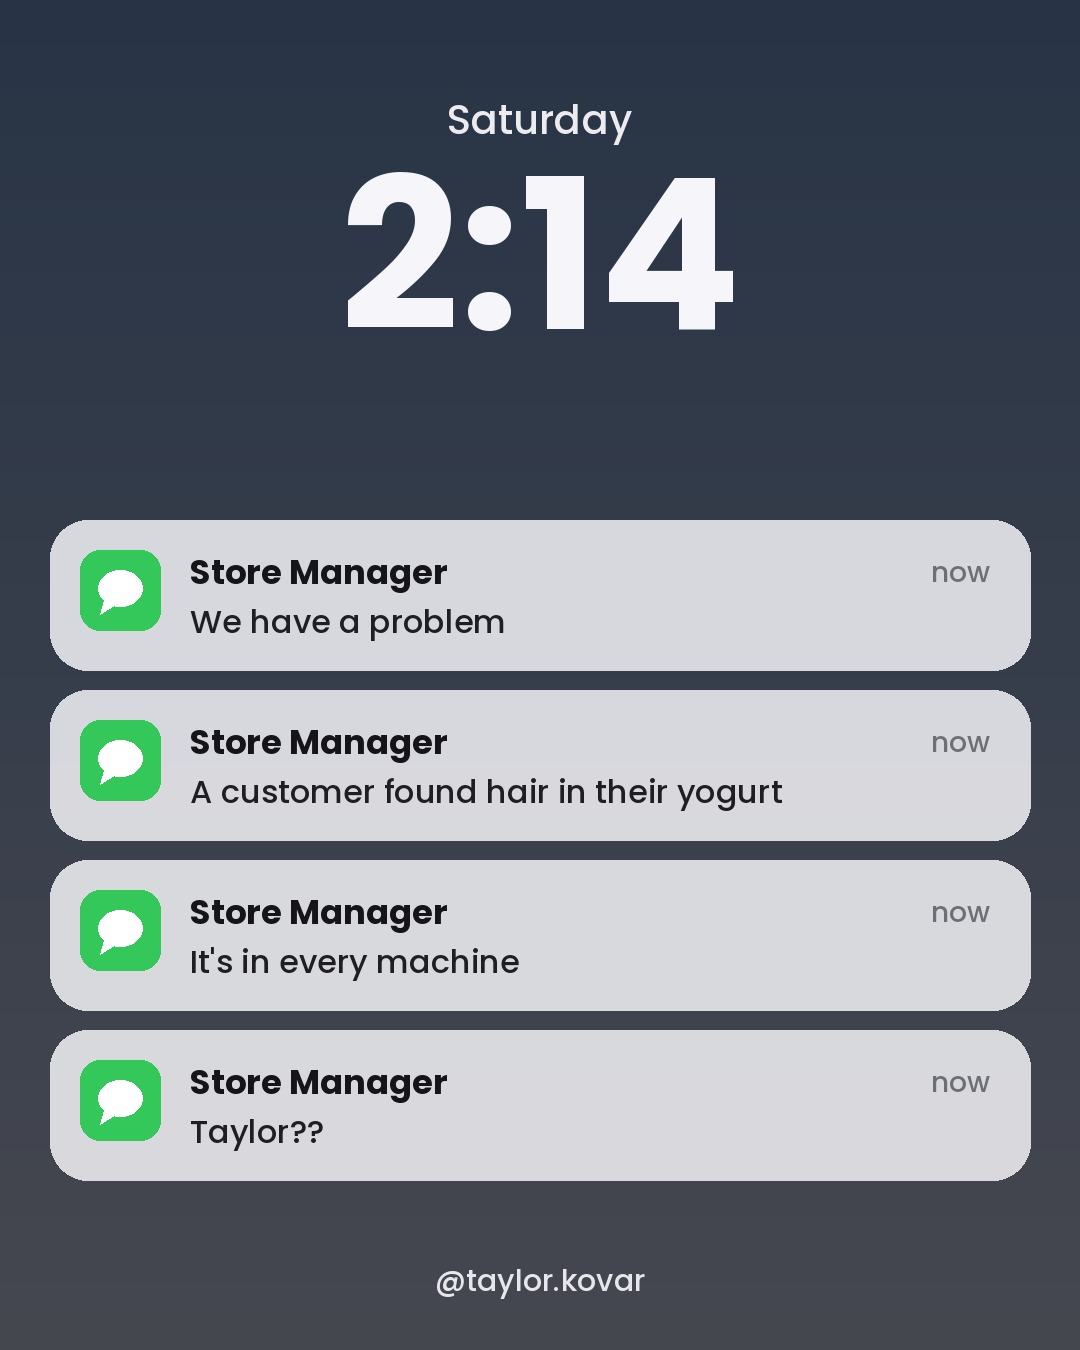 Saturday
2:14
Store Manager
now
We have a problem
Store Manager
now
A customer found hair in their yogurt
Store Manager
now
It's in every machine
Store Manager
now
Taylor??
@taylor.kovar